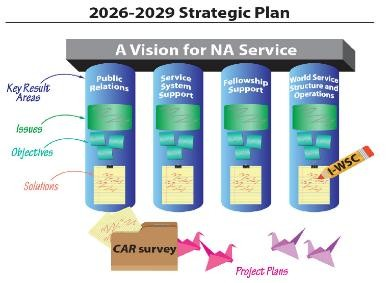 2026-2029 Strategic Plan
A Vision for NA Service
Key Result
Areas
Issues
Objectives
Solutions
Public
Relations
Service
System
Support
Fellowship
Support
World Service
Structure and
Operations
I-WSC
CAR survey
Project Plans